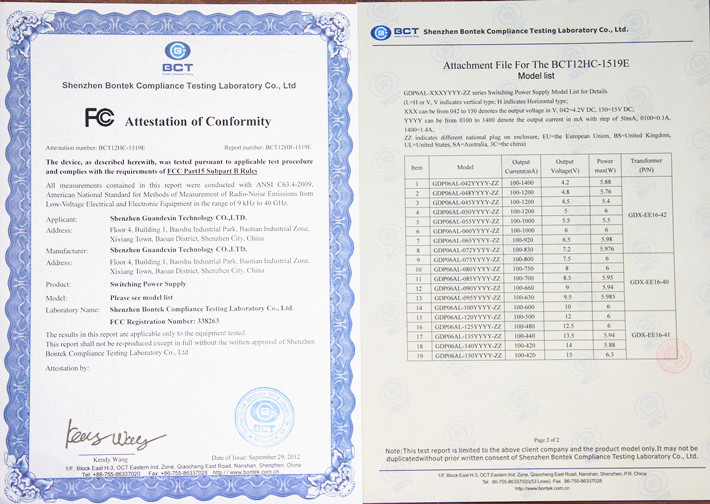 BCT
Shenzhen Bontek Compliance Testing Laboratory Co., Ltd
FCC Attestation of Conformity
Attestation number: BCT12HC-1519E Report number: BCT12HR-1519E
The device, as described herewith, was tested pursuant to applicable test procedure
and complies with the requirements of FCC Part15 Subpart B Rules
All measurements contained in this report were conducted with ANSI C63.4-2009,
American National Standard for Methods of Measurement of Radio-Noise Emissions from
Low-Voltage Electrical and Electronic Equipment in the range of 9 kHz to 40 GHz.
Applicant: Shenzhen Guandexin Technology CO.,LTD.
Address: Floor 4, Building 1, Baoshu Industrial Park, Baotian Industrial Zone,
Xixiang Town, Baoan District, Shenzhen City, China
Manufacturer: Shenzhen Guandexin Technology CO.,LTD.
Address: Floor 4, Building 1, Baoshu Industrial Park, Baotian Industrial Zone,
Xixiang Town, Baoan District, Shenzhen City, China
Product: Switching Power Supply
Model: Please see model list
Laboratory Name: Shenzhen Bontek Compliance Testing Laboratory Co., Ltd.
FCC Registration Number: 338263
The results in this report are applicable only to the equipment tested.
This report shall not be re-produced except in full without the written approval of Shenzhen
Bontek Compliance Testing Laboratory Co., Ltd
Attestation by:
Kendy Wang
Date of Issue: September 29, 2012
1/F, Block East H-3, OCT Eastern Ind. Zone, Qiaocheng East Road, Nanshan, Shenzhen, China
Tel: +86-755-86337020 Fax: +86-755-86337028 http://www.bontek.com.cn
BCT Shenzhen Bontek Compliance Testing Laboratory Co., Ltd.
Attachment File For The BCT12HC-1519E
Model list
GDP6AL-XXXYYYY-ZZ series Switching Power Supply Model List for Details
(L=H or V, V indicates vertical type; H indicates Horizontal type;
XXX can be from 042 to 150 denotes the output voltage in V, 042=4.2V DC, 150=15V DC;
YYYY can be from 0100 to 1400 denote the output current in mA with step of 50mA, 0100=0.1A,
1400=1.4A,
ZZ indicates different national plug on enclosure, EU=the European Union, BS=United Kingdom,
UL=United States, SA=Australia, 3C=the china)
Item Model Output Current(mA) Output Voltage(V) Power max(W) Transformer (P/N)
1 GDP06AL-042YYYY-ZZ 100-1400 4.2 5.88
2 GDP06AL-048YYYY-ZZ 100-1200 4.8 5.76
3 GDP06AL-045YYYY-ZZ 100-1200 4.5 5.4
4 GDP06AL-050YYYY-ZZ 100-1200 5 6
5 GDP06AL-055YYYY-ZZ 100-1000 5.5 5.5
6 GDP06AL-060YYYY-ZZ 100-1000 6 6
7 GDP06AL-065YYYY-ZZ 100-920 6.5 5.98
8 GDP06AL-072YYYY-ZZ 100-830 7.2 5.976
GDX-EE16-42
9 GDP06AL-075YYYY-ZZ 100-800 7.5 6
10 GDP06AL-080YYYY-ZZ 100-750 8 6
11 GDP06AL-085YYYY-ZZ 100-700 8.5 5.95
12 GDP06AL-090YYYY-ZZ 100-660 9 5.94
13 GDP06AL-095YYYY-ZZ 100-630 9.5 5.985
14 GDP06AL-100YYYY-ZZ 100-600 10 6
GDX-EE16-40
15 GDP06AL-120YYYY-ZZ 100-500 12 6
16 GDP06AL-125YYYY-ZZ 100-480 12.5 6
17 GDP06AL-135YYYY-ZZ 100-440 13.5 5.94
18 GDP06AL-140YYYY-ZZ 100-420 14 5.88
19 GDP06AL-150YYYY-ZZ 100-420 15 6.3
GDX-EE16-41
Page 2 of 2
Note:This test report is limited to the above client company and the product model only.It may not be
duplicatedwithout prior written consent of Shenzhen Bontek Compliance Testing Laboratory Co., Ltd.
1/F, Block East H-3, OCT Eastern Ind. Zone, Qiaocheng East Road, Nanshan, Shenzhen, P.R. China
Tel: +86-755-86337020(53Lines) Fax: +86-755-86337028
http://www.bontek.com.cn